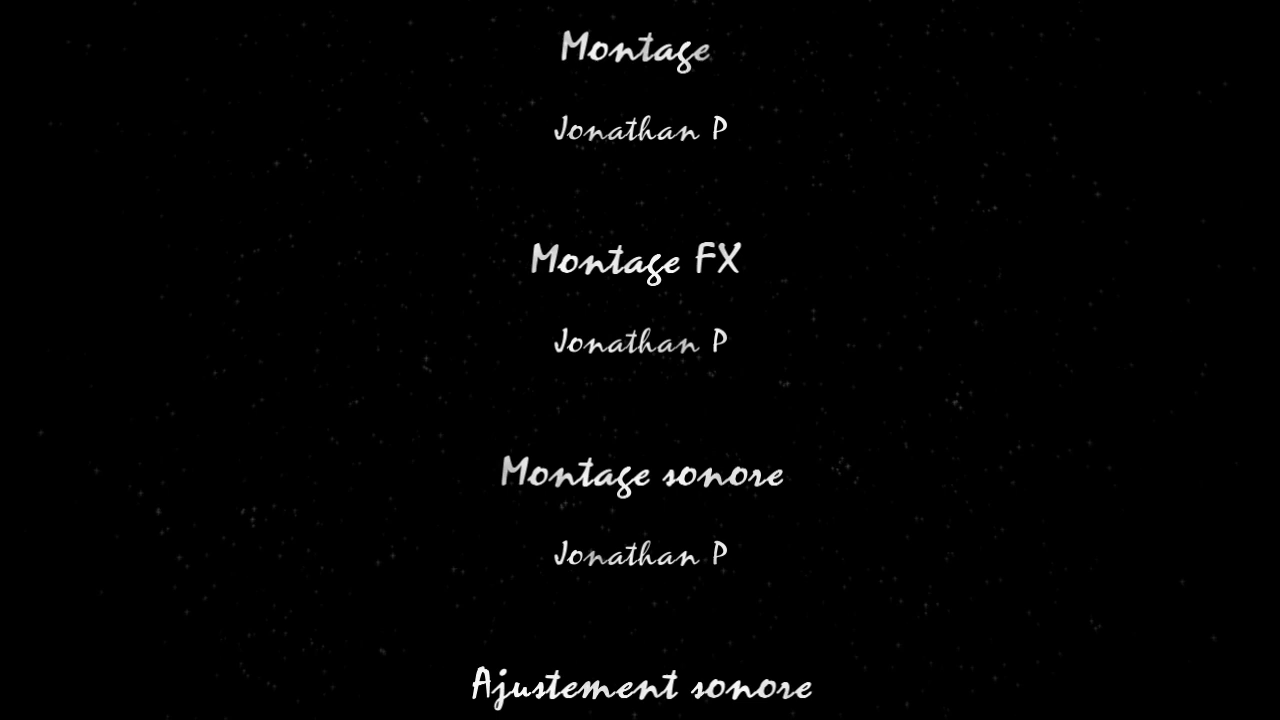 Montage
Jonathan P
Montage FX
Jonathan P
Montage sonore
Jonathan P
Ajustement sonore